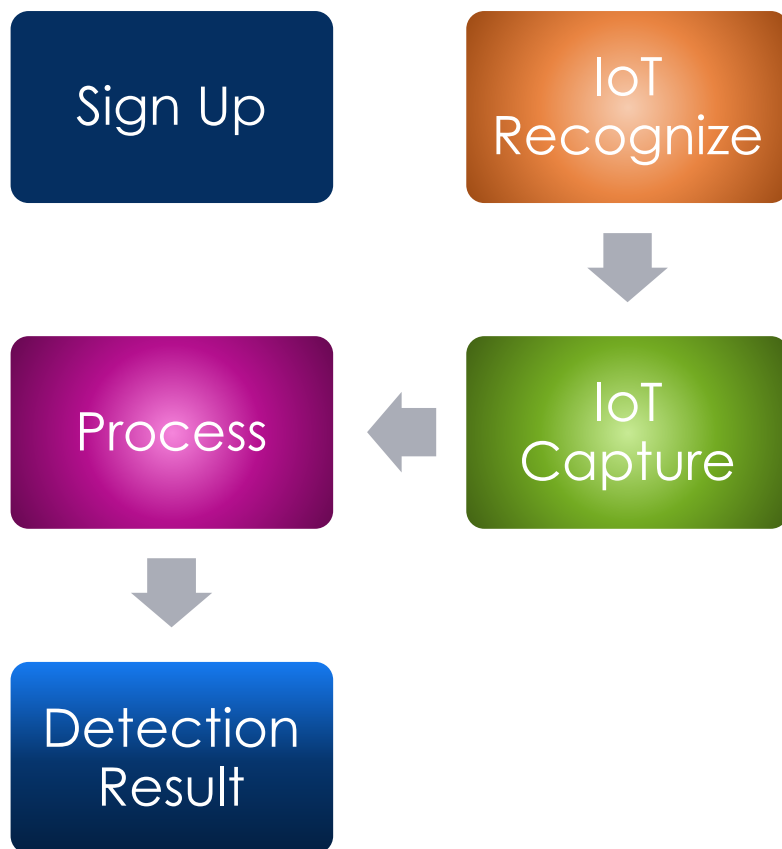 Sign Up
IoT
Recognize
IoT
Capture
Process
Detection
Result